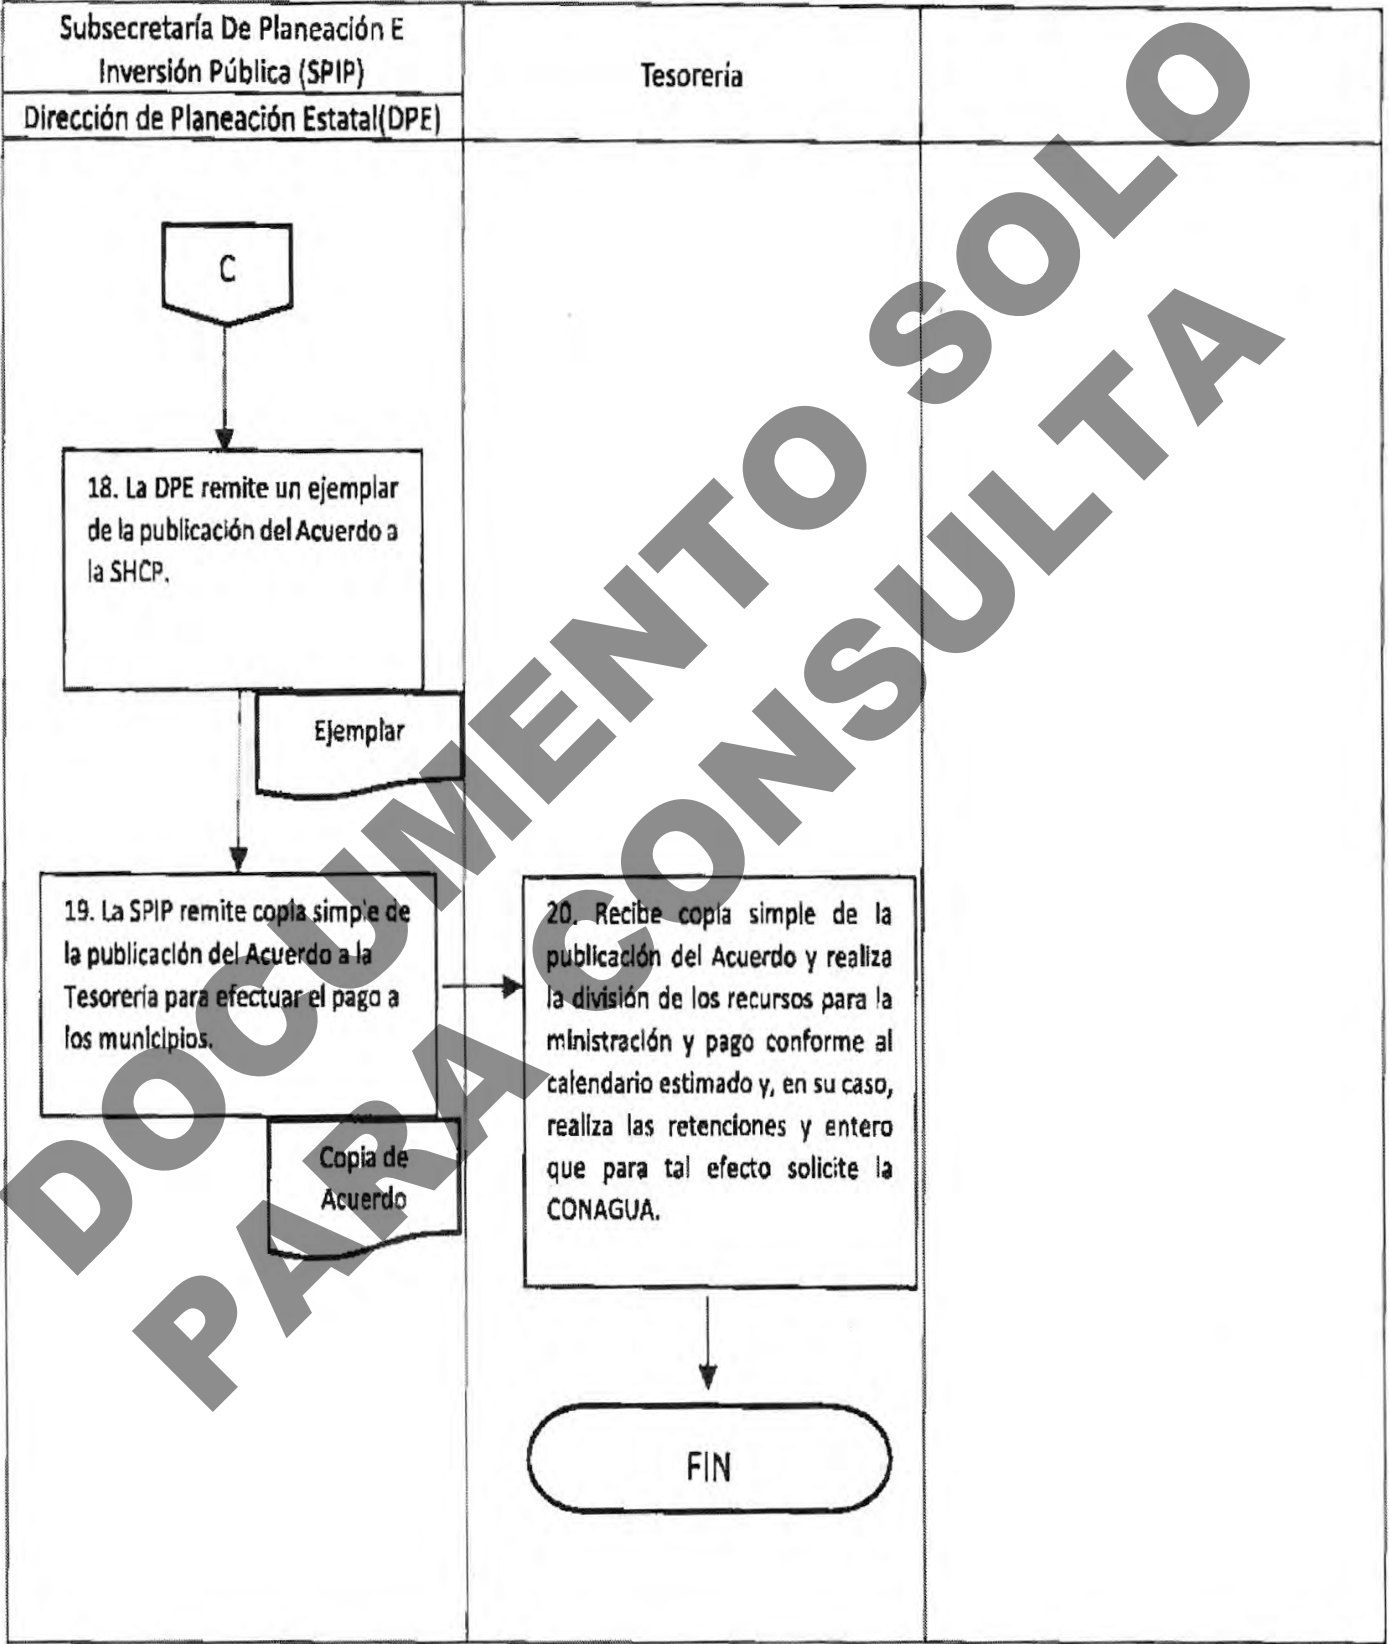 Subsecretaría De Planeación E
Inversión Pública (SPIP)
Dirección de Planeación Estatal(DPE)
Tesorería
C
18. La DPE remite un ejemplar
de la publicación del Acuerdo a
la SHCP.
Ejemplar
19. La SPIP remite copia simple de
la publicación del Acuerdo a la
Tesorería para efectuar el pago a
los municipios.
Copia de
Acuerdo
20. Recibe copia simple de la
publicación del Acuerdo y realiza
la división de los recursos para la
ministración y pago conforme al
calendario estimado y, en su caso,
realiza las retenciones y entero
que para tal efecto solicite la
CONAGUA.
FIN
DOCUMENTO SOLO
PARA CONSULTA